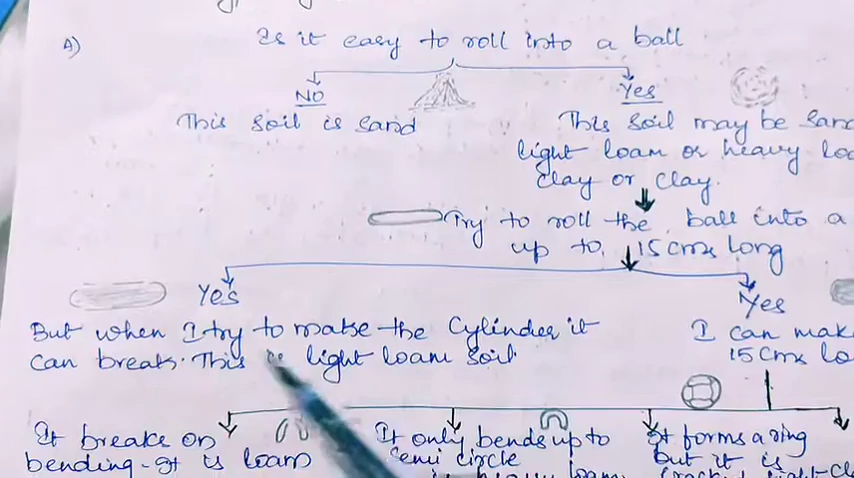 A) Is it easy to roll into a ball
No
Yes
This soil is sand
This soil may be
light loam or heavy
clay or clay.
Try to roll the ball into a
up to 15 cms long
Yes
Yes
But when I try to make the cylinder it
can breaks. This is light loam soil.
I can
15 cms
It breaks on
bending - It is loam
It only bends up to
semi circle
heavy loam
It forms a ring
but it is